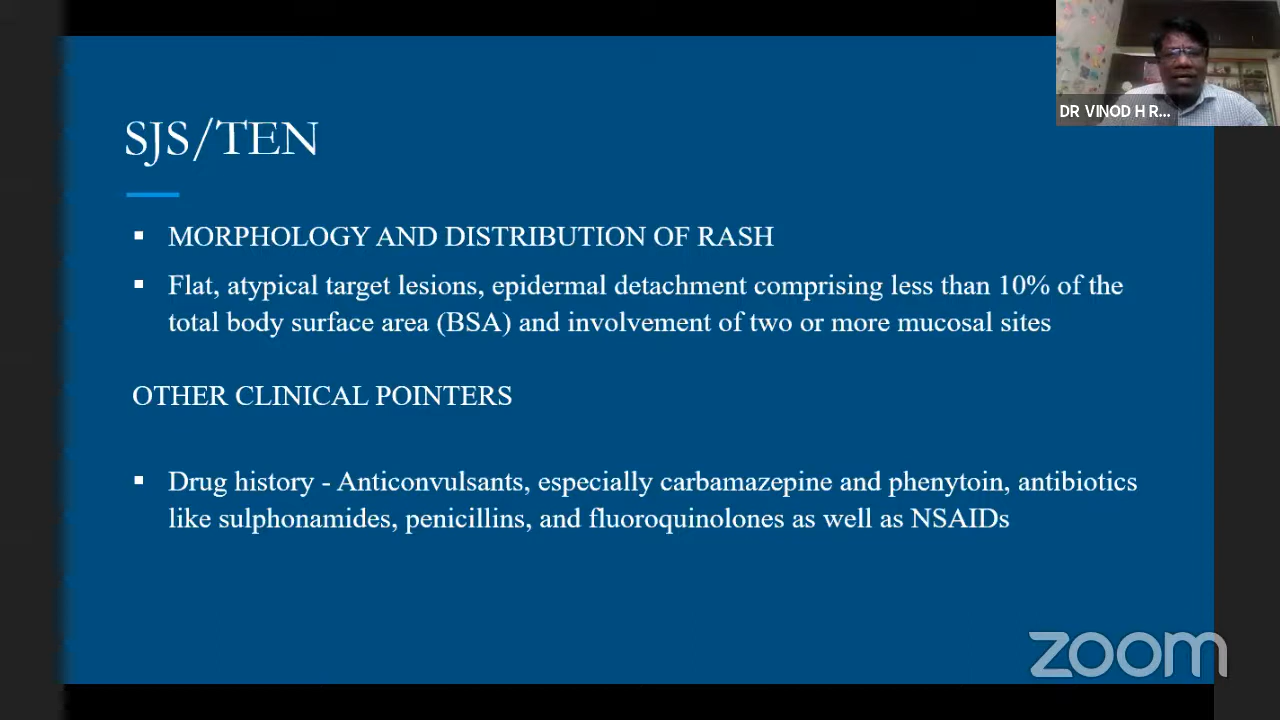 DR VINOD H R...
SJS/TEN
▪ MORPHOLOGY AND DISTRIBUTION OF RASH
▪ Flat, atypical target lesions, epidermal detachment comprising less than 10% of the
total body surface area (BSA) and involvement of two or more mucosal sites
OTHER CLINICAL POINTERS
▪ Drug history - Anticonvulsants, especially carbamazepine and phenytoin, antibiotics
like sulphonamides, penicillins, and fluoroquinolones as well as NSAIDs
zoom